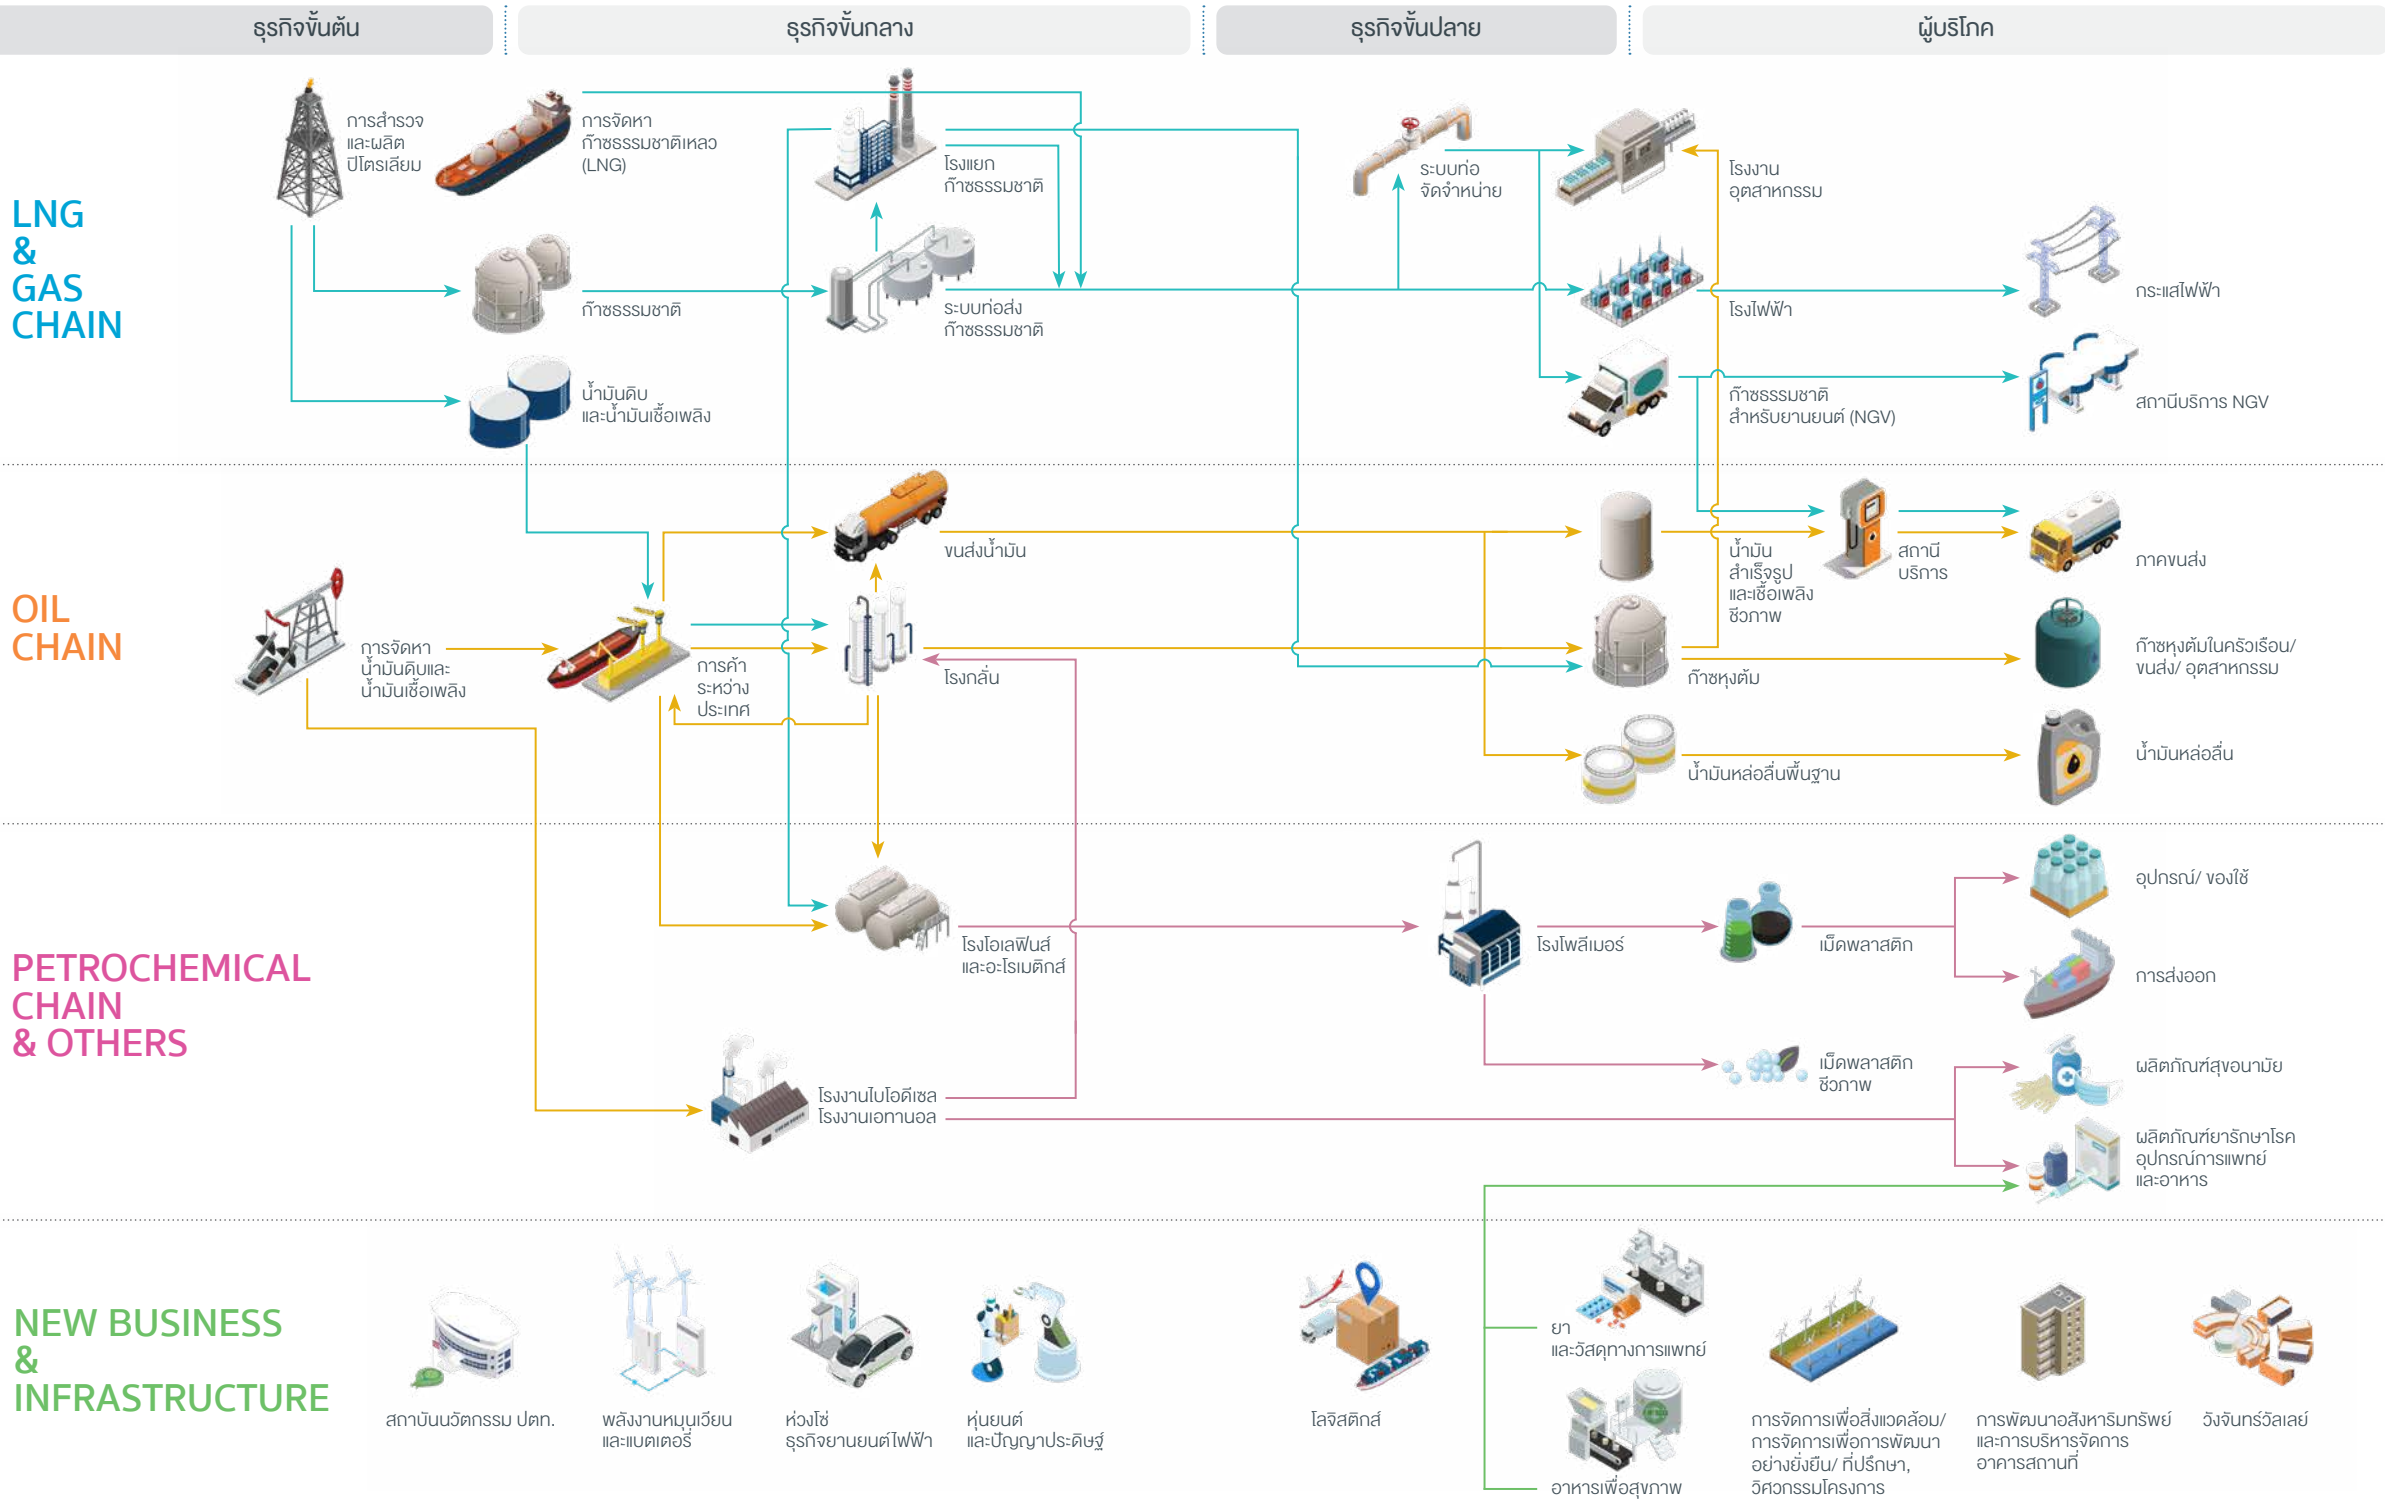 ธุรกิจขั้นต้น
ธุรกิจขั้นกลาง
ธุรกิจขั้นปลาย
ผู้บริโภค
LNG
&
GAS
CHAIN
การสำรวจ
และผลิต
ปิโตรเลียม
การจัดหา
ก๊าซธรรมชาติเหลว
(LNG)
โรงแยก
ก๊าซธรรมชาติ
ระบบท่อ
จัดจำหน่าย
โรงงาน
อุตสาหกรรม
ก๊าซธรรมชาติ
ระบบท่อส่ง
ก๊าซธรรมชาติ
โรงไฟฟ้า
กระแสไฟฟ้า
น้ำมันดิบ
และน้ำมันเชื้อเพลิง
ก๊าซธรรมชาติ
สำหรับยานยนต์ (NGV)
สถานีบริการ NGV
OIL
CHAIN
การจัดหา
น้ำมันดิบและ
น้ำมันเชื้อเพลิง
การค้า
ระหว่าง
ประเทศ
ขนส่งน้ำมัน
โรงกลั่น
น้ำมัน
สำเร็จรูป
และเชื้อเพลิง
ชีวภาพ
สถานี
บริการ
ภาคขนส่ง
ก๊าซหุงต้ม
ก๊าซหุงต้มในครัวเรือน/
ขนส่ง/ อุตสาหกรรม
น้ำมันหล่อลื่นพื้นฐาน
น้ำมันหล่อลื่น
PETROCHEMICAL
CHAIN
& OTHERS
โรงโอเลฟินส์
และอะโรเมติกส์
โรงโพลีเมอร์
เม็ดพลาสติก
อุปกรณ์/ ของใช้
การส่งออก
โรงงานไบโอดีเซล
โรงงานเอทานอล
เม็ดพลาสติก
ชีวภาพ
ผลิตภัณฑ์สุขอนามัย
ผลิตภัณฑ์ยารักษาโรค
อุปกรณ์การแพทย์
และอาหาร
NEW BUSINESS
&
INFRASTRUCTURE
สถาบันนวัตกรรม ปตท.
พลังงานหมุนเวียน
และแบตเตอรี่
ห่วงโซ่
ธุรกิจยานยนต์ไฟฟ้า
หุ่นยนต์
และปัญญาประดิษฐ์
โลจิสติกส์
ยา
และวัสดุทางการแพทย์
อาหารเพื่อสุขภาพ
การจัดการเพื่อสิ่งแวดล้อม/
การจัดการเพื่อการพัฒนา
อย่างยั่งยืน/ ที่ปรึกษา,
วิศวกรรมโครงการ
การพัฒนาอสังหาริมทรัพย์
และการบริหารจัดการ
อาคารสถานที่
วังจันทร์วัลเลย์